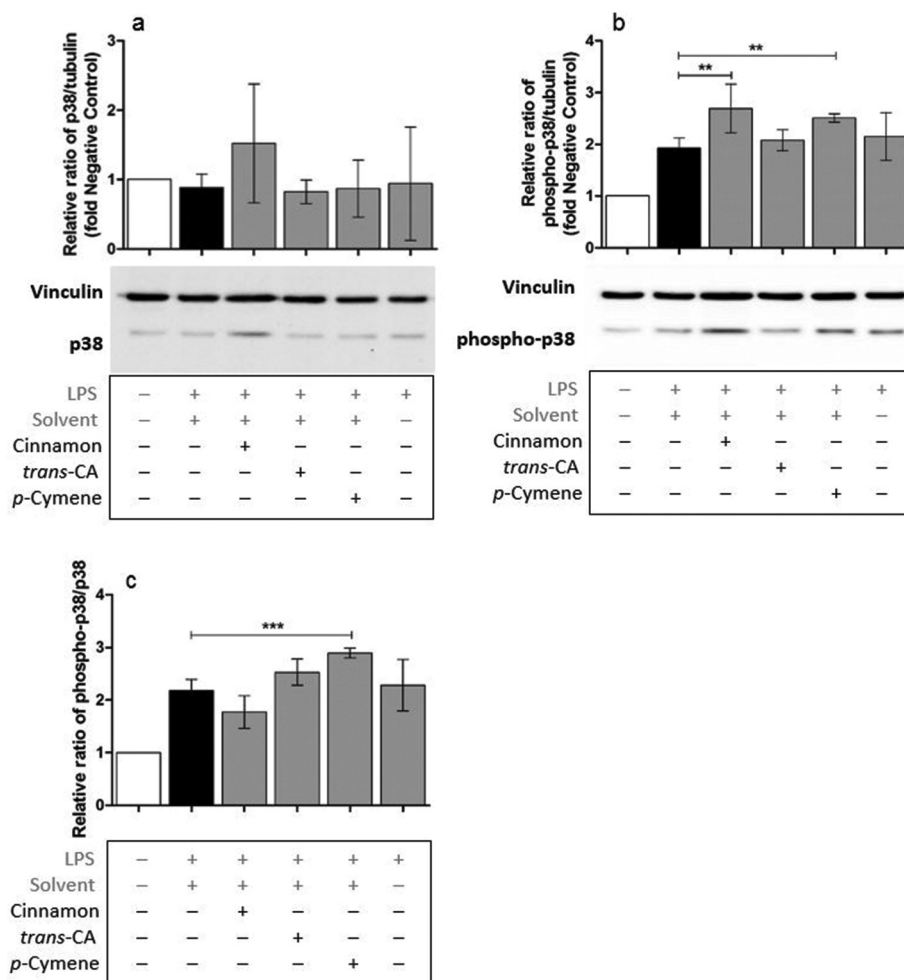 a
Relative ratio of p38/tubulin
(fold Negative Control)
3
2
1
0
Vinculin
p38
LPS – + + + + +
Solvent – + + + + –
Cinnamon – – + – – –
trans-CA – – – + – –
p-Cymene – – – – + –
b
Relative ratio of
phospho-p38/tubulin
(fold Negative Control)
4
3
2
1
0
** 
**
Vinculin
phospho-p38
LPS – + + + + +
Solvent – + + + + –
Cinnamon – – + – – –
trans-CA – – – + – –
p-Cymene – – – – + –
c
Relative ratio of phospho-p38/p38
4
3
2
1
0
***
LPS – + + + + +
Solvent – + + + + –
Cinnamon – – + – – –
trans-CA – – – + – –
p-Cymene – – – – + –